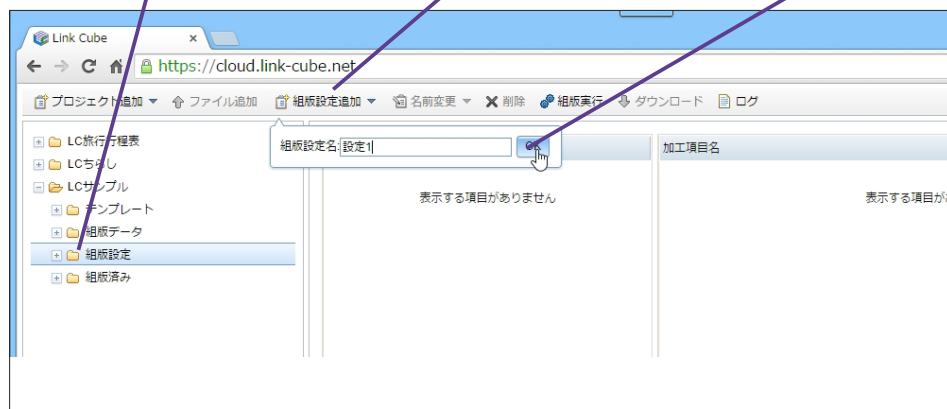 Link Cube
https://cloud.link-cube.net
プロジェクト追加 ファイル追加 組版設定追加 名前変更 削除 組版実行 ダウンロード ログ
組版設定名: 設定1 OK
LC旅行行程表
LCちらし
LCサンプル
テンプレート
組版データ
組版設定
組版済み
加工項目名
表示する項目がありません
表示する項目が